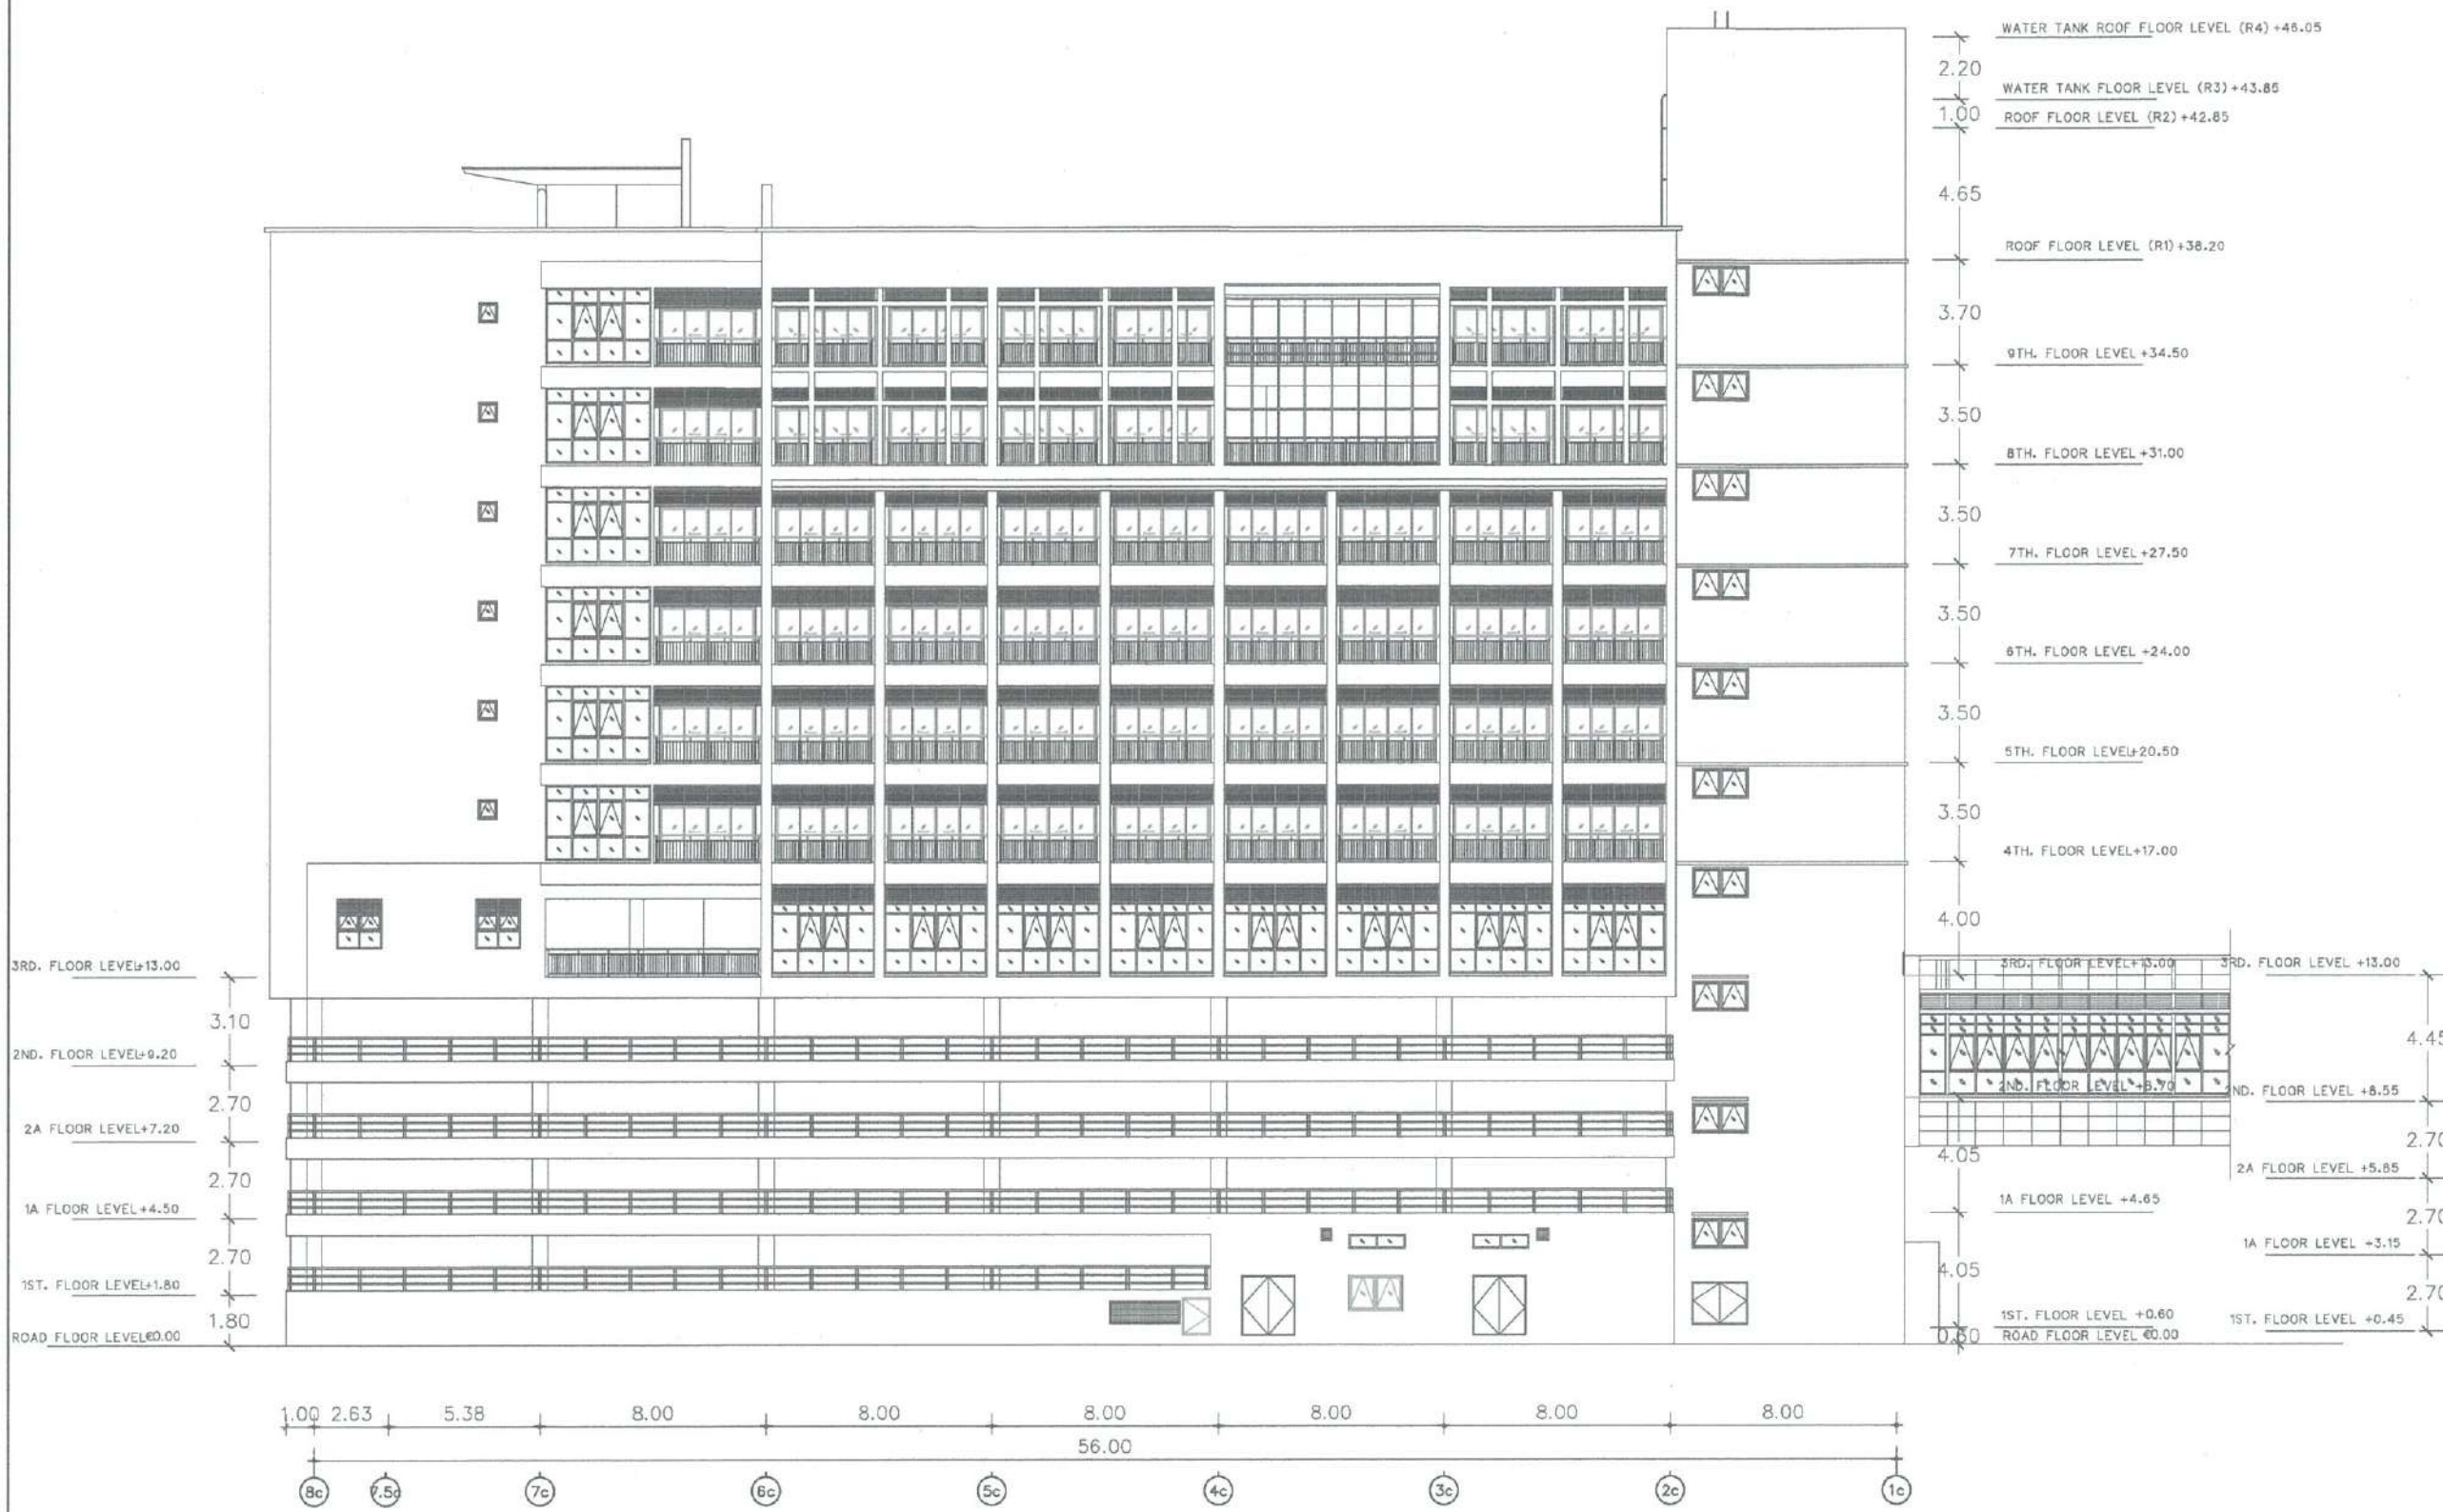 WATER TANK ROOF FLOOR LEVEL (R4) +46.05
2.20
WATER TANK FLOOR LEVEL (R3) +43.85
1.00
ROOF FLOOR LEVEL (R2) +42.85
4.65
ROOF FLOOR LEVEL (R1) +38.20
3.70
9TH. FLOOR LEVEL +34.50
3.50
8TH. FLOOR LEVEL +31.00
3.50
7TH. FLOOR LEVEL +27.50
3.50
6TH. FLOOR LEVEL +24.00
3.50
5TH. FLOOR LEVEL+20.50
3.50
4TH. FLOOR LEVEL+17.00
4.00
3RD. FLOOR LEVEL+13.00
3RD. FLOOR LEVEL+13.00
3RD. FLOOR LEVEL +13.00
3.10
4.45
2ND. FLOOR LEVEL+9.20
2ND. FLOOR LEVEL +8.70
2ND. FLOOR LEVEL +8.55
2.70
2.70
2A FLOOR LEVEL+7.20
4.05
2A FLOOR LEVEL +5.85
2.70
1A FLOOR LEVEL+4.50
1A FLOOR LEVEL +4.65
2.70
1A FLOOR LEVEL +3.15
2.70
4.05
2.70
1ST. FLOOR LEVEL+1.80
1ST. FLOOR LEVEL +0.60
1ST. FLOOR LEVEL +0.45
1.80
0.60
ROAD FLOOR LEVEL€0.00
ROAD FLOOR LEVEL €0.00
1.00 2.63 5.38 8.00 8.00 8.00 8.00 8.00 8.00
56.00
8c 7.5c 7c 6c 5c 4c 3c 2c 1c